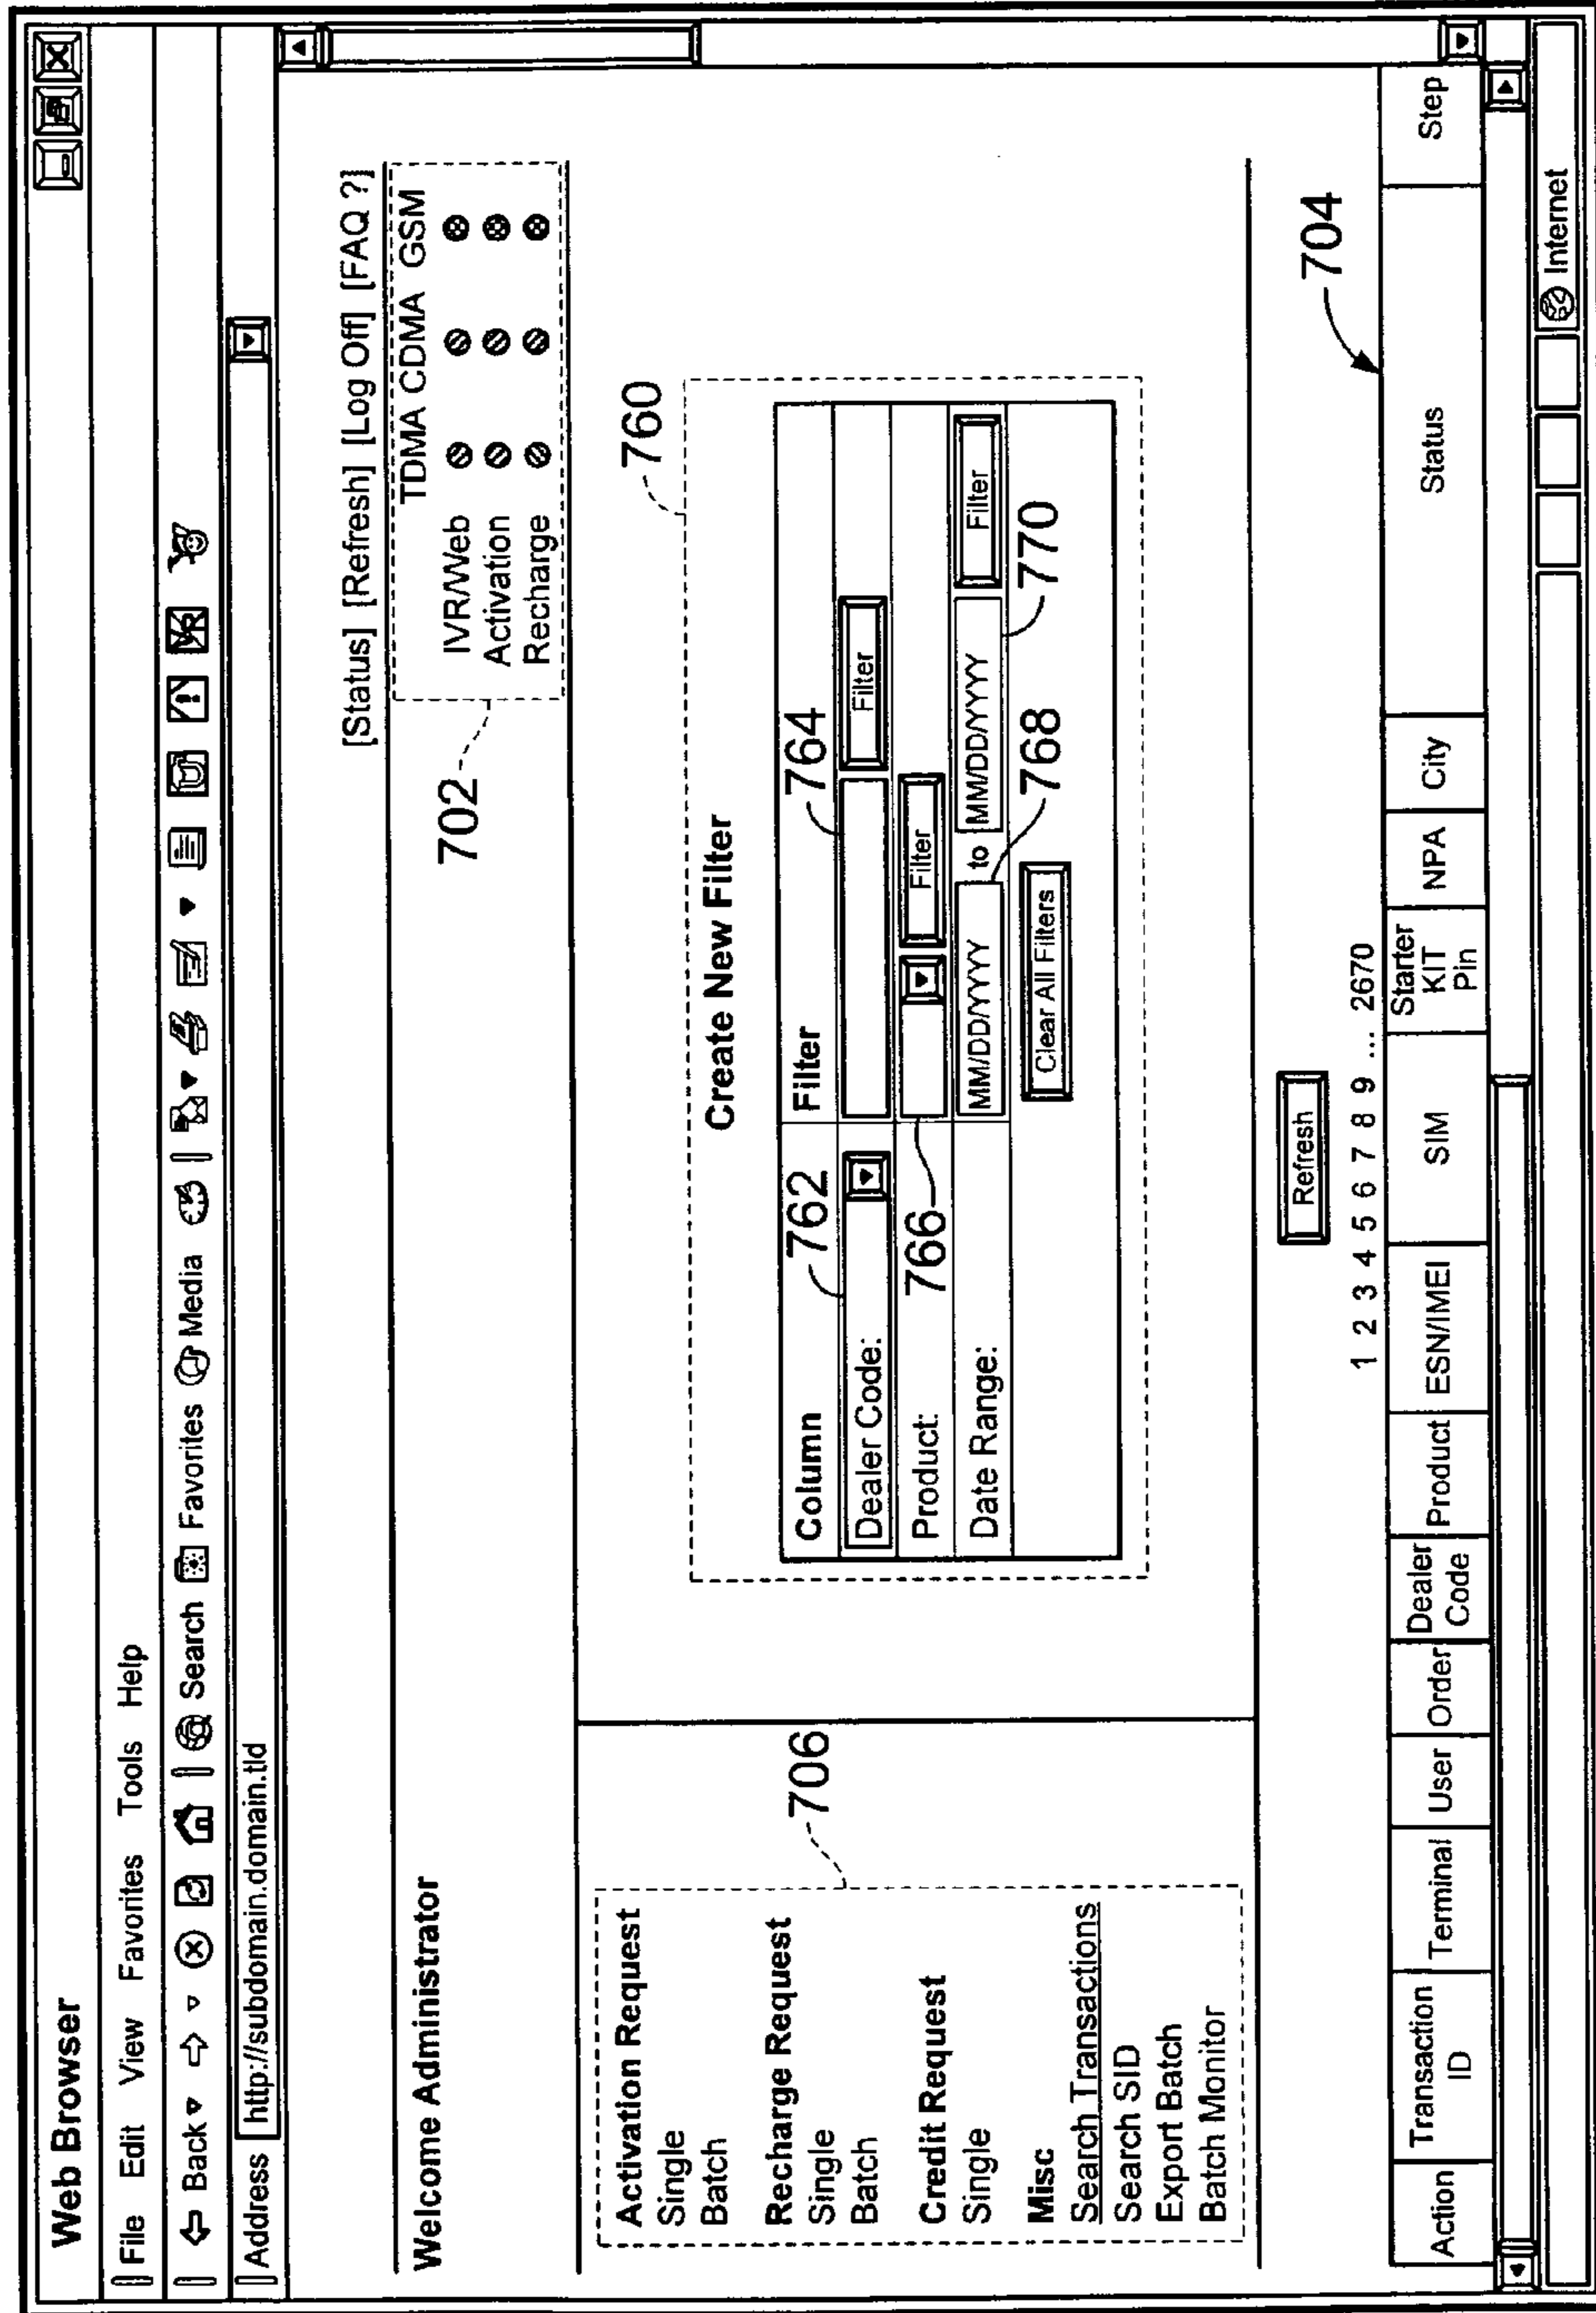 Web Browser
File Edit View Favorites Tools Help
Back Search Favorites Media
Address http://subdomain.domain.tld
[Status] [Refresh] [Log Off] [FAQ ?]
Welcome Administrator
TDMA CDMA GSM
IVR/Web
Activation
Recharge
702
760
Activation Request
Single
Batch
Recharge Request
Single
Batch
Credit Request
Single
Misc
Search Transactions
Search SID
Export Batch
Batch Monitor
706
Create New Filter
762 764
Column Filter
Dealer Code: Filter
Product: Filter
766
Date Range: MM/DD/YYYY to MM/DD/YYYY Filter
Clear All Filters
768 770
Refresh
704
1 2 3 4 5 6 7 8 9 ... 2670
Action Transaction ID Terminal User Order Dealer Code Product ESN/IMEI SIM Starter KIT Pin NPA City Status Step
Internet